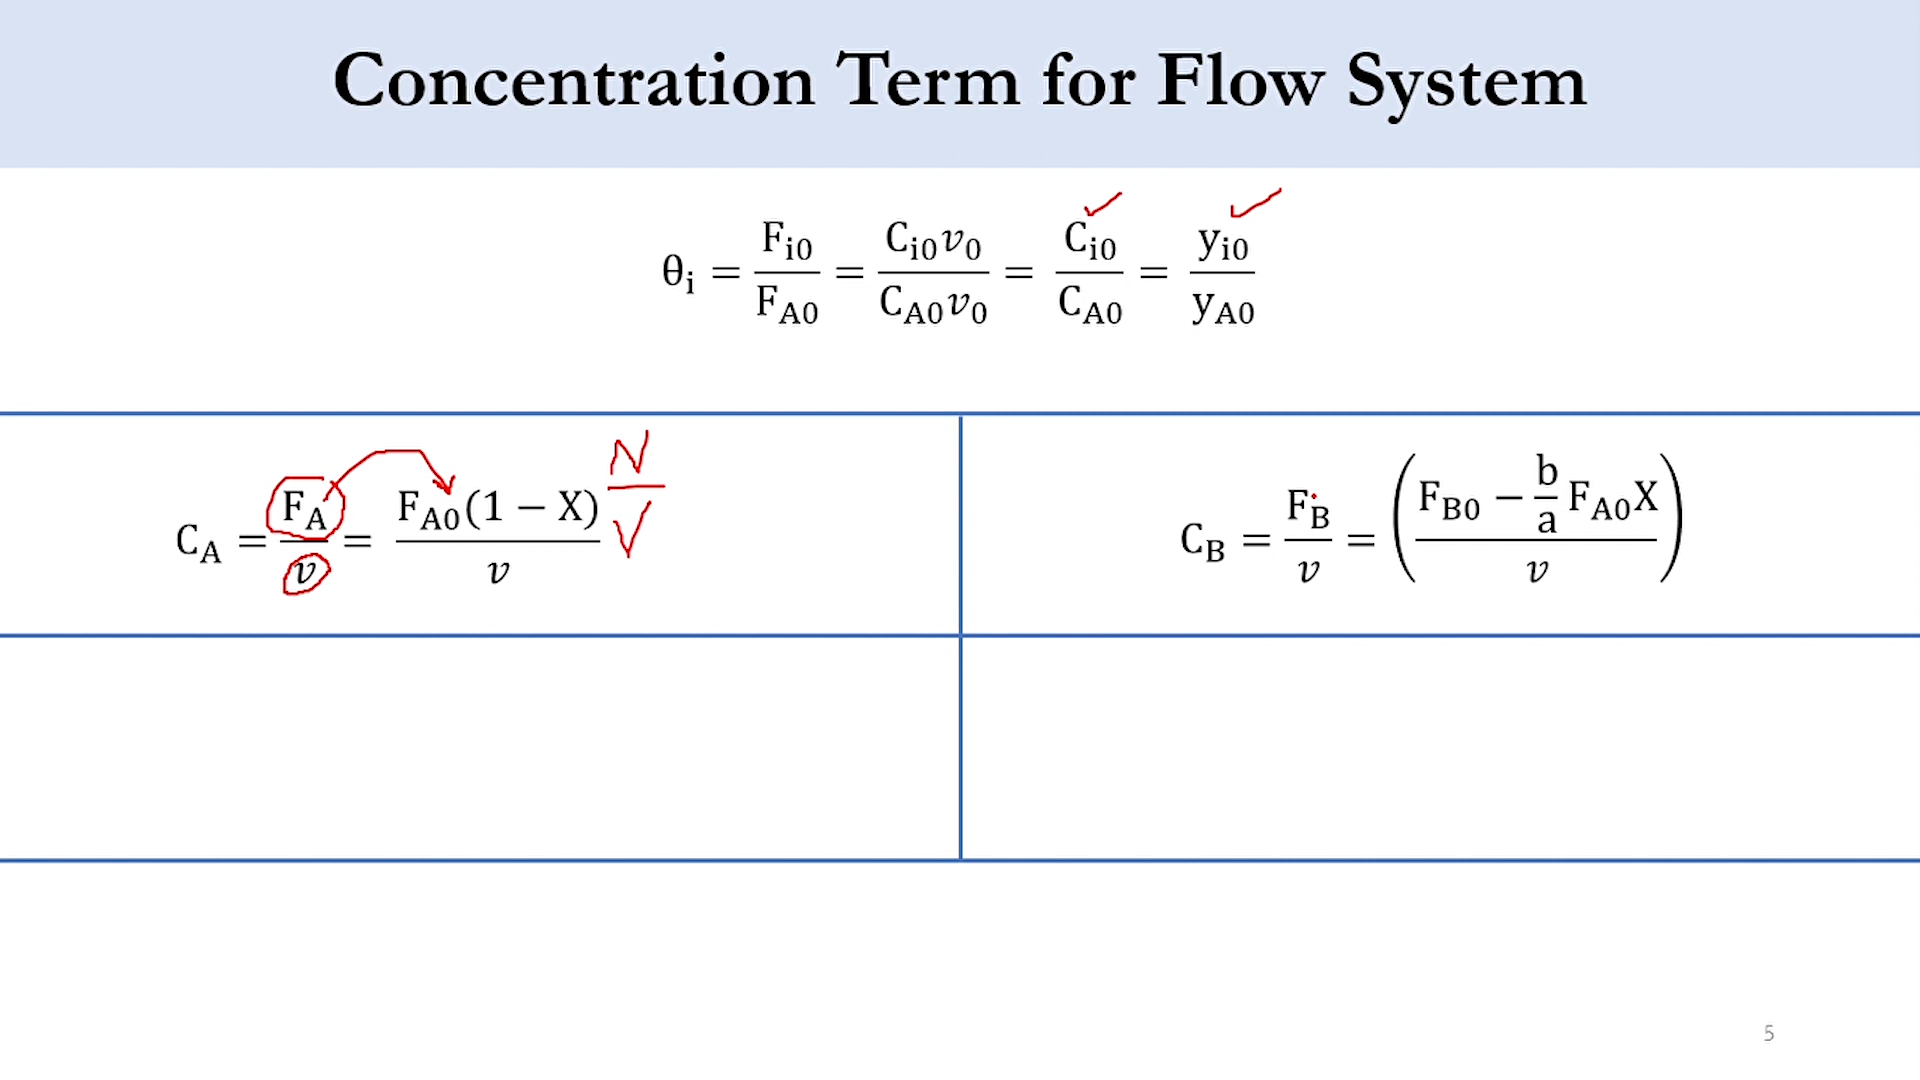 Concentration Term for Flow System
θi = Fi0/FA0 = Ci0v0/CA0v0 = Ci0/CA0 = yi0/yA0
CA = FA/v = FA0(1 − X)/v N/V
CB = FB/v = (FB0 − b/a FA0X / v)
5